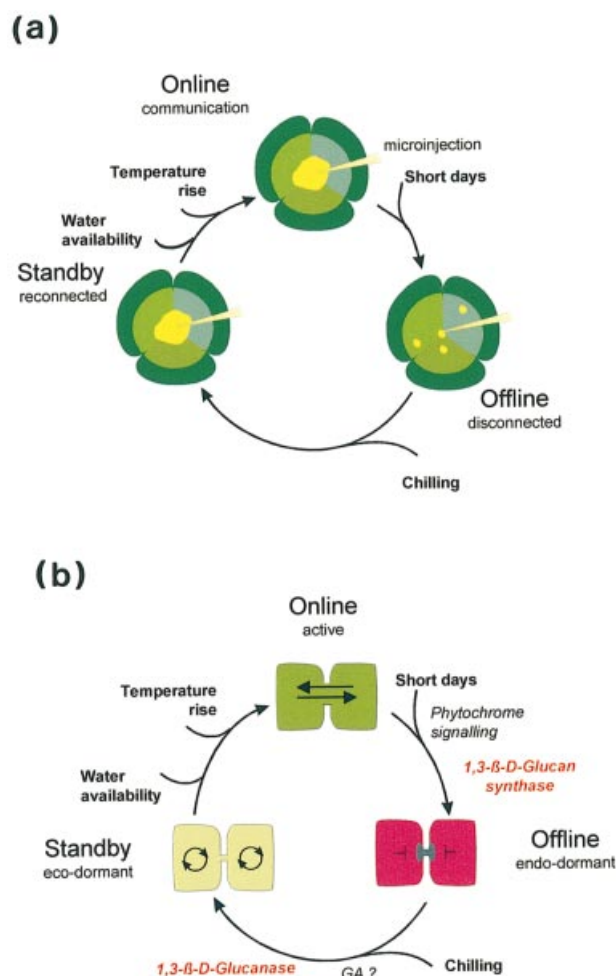 (a)
Online
communication
microinjection
Temperature
rise
Short days
Water
availability
Standby
reconnected
Offline
disconnected
Chilling
(b)
Online
active
Short days
Temperature
rise
Phytochrome
signalling
1,3-ß-D-Glucan
synthase
Water
availability
Standby
eco-dormant
Offline
endo-dormant
1,3-ß-D-Glucanase
GA ?
Chilling